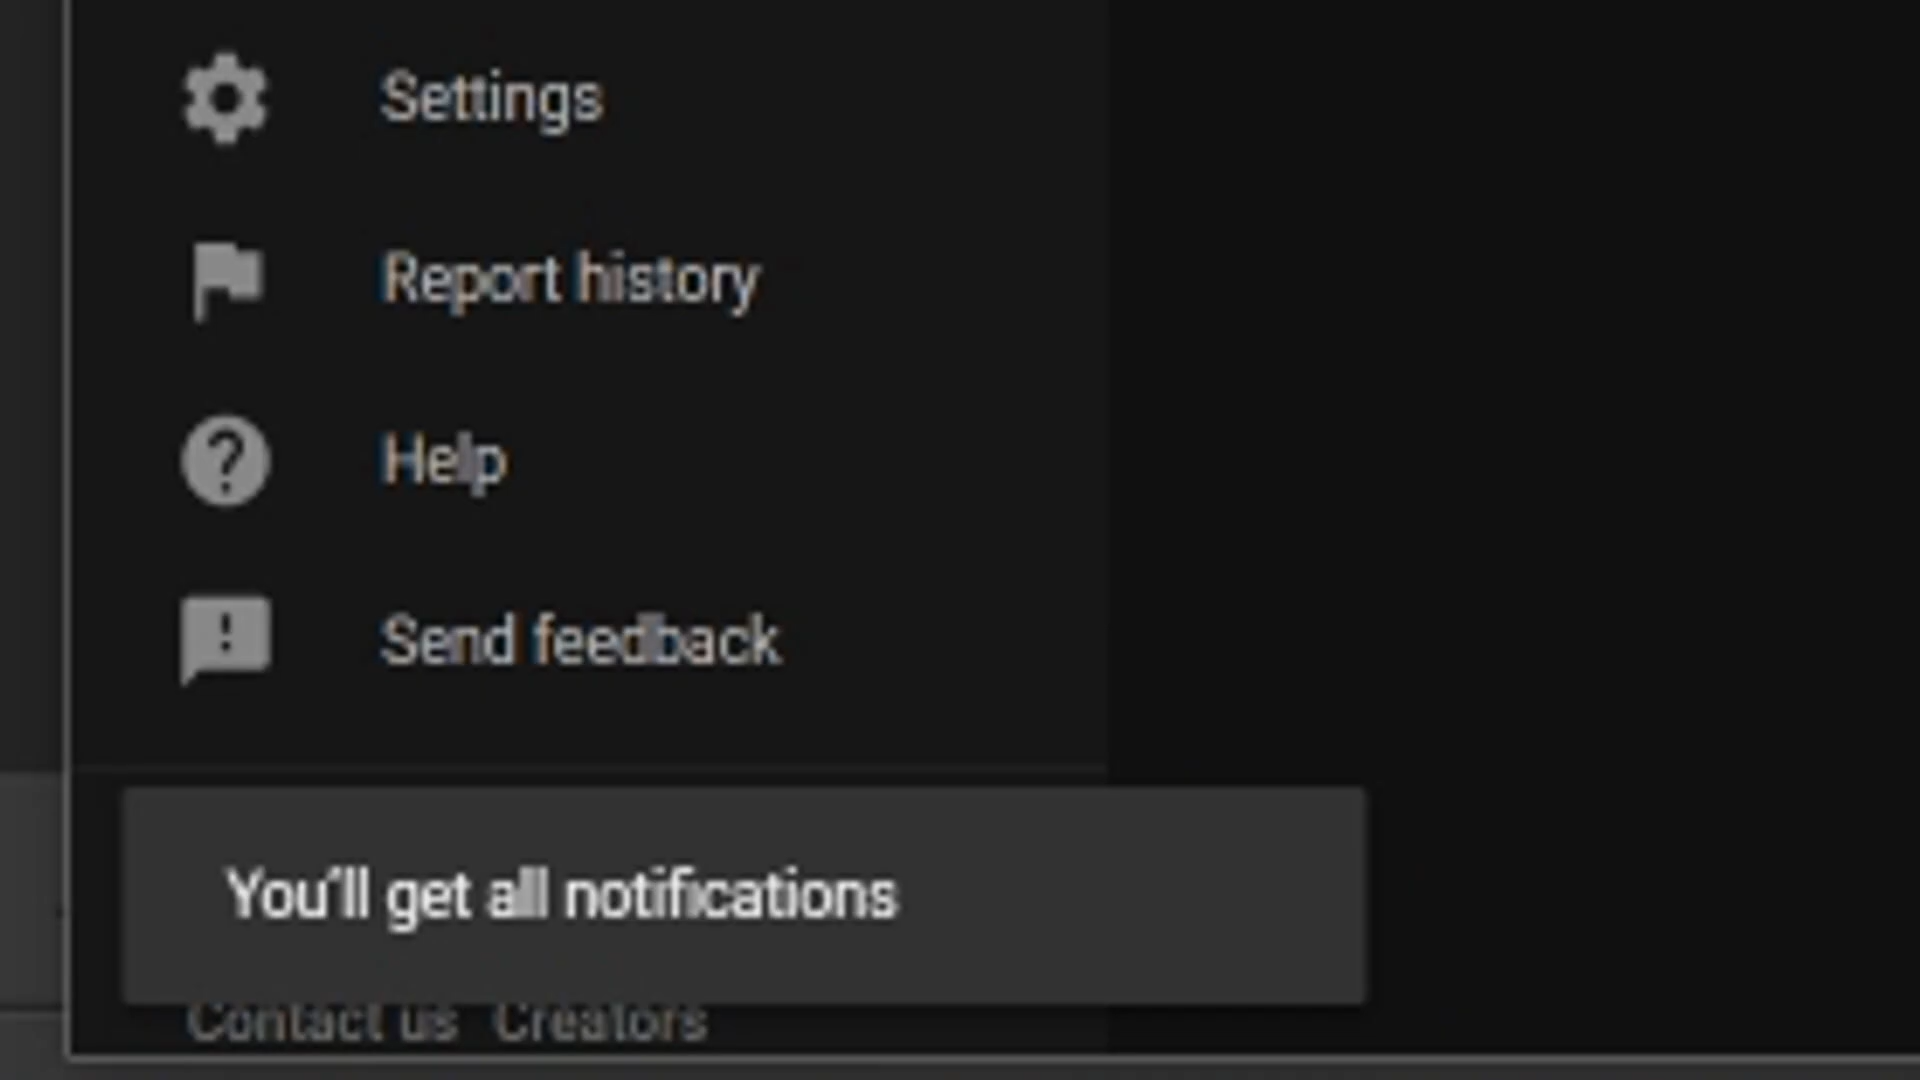 Settings
Report history
Help
Send feedback
You'll get all notifications
Contact us Creators